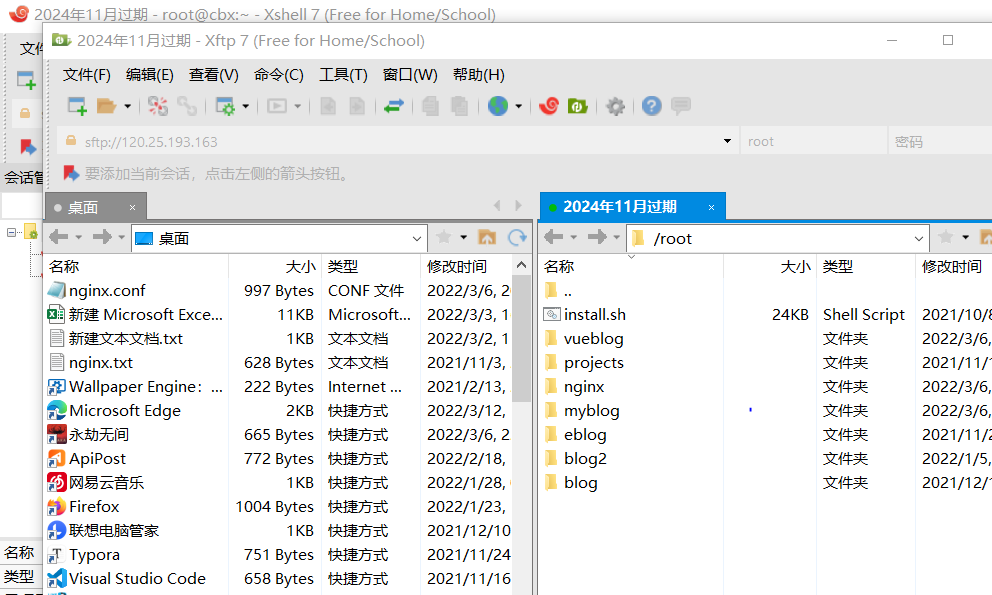 2024年11月过期 - root@cbx:~ - Xshell 7 (Free for Home/School)
2024年11月过期 - Xftp 7 (Free for Home/School)
文件(F) 编辑(E) 查看(V) 命令(C) 工具(T) 窗口(W) 帮助(H)
sftp://120.25.193.163 root 密码
要添加当前会话，点击左侧的箭头按钮。
会话管
桌面 × 2024年11月过期 ×
桌面 /root
名称 大小 类型 修改时间 名称 大小 类型 修改时间
nginx.conf 997 Bytes CONF 文件 2022/3/6, 2 ..
新建 Microsoft Exce... 11KB Microsoft... 2022/3/3, 1 install.sh 24KB Shell Script 2021/10/8
新建文本文档.txt 1KB 文本文档 2022/3/2, 1 vueblog 文件夹 2022/3/6,
nginx.txt 628 Bytes 文本文档 2021/11/3, projects 文件夹 2021/11/1
Wallpaper Engine：... 222 Bytes Internet ... 2021/2/13, nginx 文件夹 2022/3/6,
Microsoft Edge 2KB 快捷方式 2022/3/12, myblog 文件夹 2022/3/6,
永劫无间 665 Bytes 快捷方式 2022/3/6, 2 eblog 文件夹 2021/11/2
ApiPost 772 Bytes 快捷方式 2022/2/18, blog2 文件夹 2022/1/5,
网易云音乐 1KB 快捷方式 2022/1/28, blog 文件夹 2021/12/1
Firefox 1004 Bytes 快捷方式 2022/1/23,
联想电脑管家 1KB 快捷方式 2021/12/10
名称 Typora 751 Bytes 快捷方式 2021/11/24
类型 Visual Studio Code 658 Bytes 快捷方式 2021/11/16